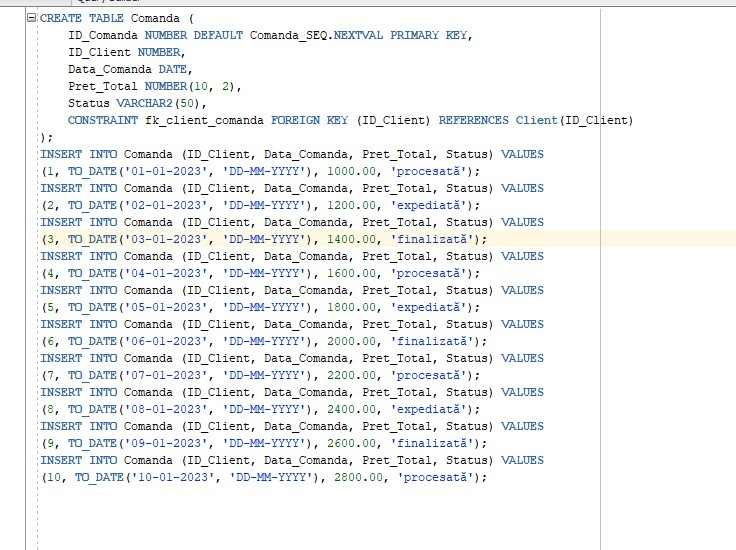 CREATE TABLE Comanda (
ID_Comanda NUMBER DEFAULT Comanda_SEQ.NEXTVAL PRIMARY KEY,
ID_Client NUMBER,
Data_Comanda DATE,
Pret_Total NUMBER(10, 2),
Status VARCHAR2(50),
CONSTRAINT fk_client_comanda FOREIGN KEY (ID_Client) REFERENCES Client(ID_Client)
);
INSERT INTO Comanda (ID_Client, Data_Comanda, Pret_Total, Status) VALUES
(1, TO_DATE('01-01-2023', 'DD-MM-YYYY'), 1000.00, 'procesată');
INSERT INTO Comanda (ID_Client, Data_Comanda, Pret_Total, Status) VALUES
(2, TO_DATE('02-01-2023', 'DD-MM-YYYY'), 1200.00, 'expediată');
INSERT INTO Comanda (ID_Client, Data_Comanda, Pret_Total, Status) VALUES
(3, TO_DATE('03-01-2023', 'DD-MM-YYYY'), 1400.00, 'finalizată');
INSERT INTO Comanda (ID_Client, Data_Comanda, Pret_Total, Status) VALUES
(4, TO_DATE('04-01-2023', 'DD-MM-YYYY'), 1600.00, 'procesată');
INSERT INTO Comanda (ID_Client, Data_Comanda, Pret_Total, Status) VALUES
(5, TO_DATE('05-01-2023', 'DD-MM-YYYY'), 1800.00, 'expediată');
INSERT INTO Comanda (ID_Client, Data_Comanda, Pret_Total, Status) VALUES
(6, TO_DATE('06-01-2023', 'DD-MM-YYYY'), 2000.00, 'finalizată');
INSERT INTO Comanda (ID_Client, Data_Comanda, Pret_Total, Status) VALUES
(7, TO_DATE('07-01-2023', 'DD-MM-YYYY'), 2200.00, 'procesată');
INSERT INTO Comanda (ID_Client, Data_Comanda, Pret_Total, Status) VALUES
(8, TO_DATE('08-01-2023', 'DD-MM-YYYY'), 2400.00, 'expediată');
INSERT INTO Comanda (ID_Client, Data_Comanda, Pret_Total, Status) VALUES
(9, TO_DATE('09-01-2023', 'DD-MM-YYYY'), 2600.00, 'finalizată');
INSERT INTO Comanda (ID_Client, Data_Comanda, Pret_Total, Status) VALUES
(10, TO_DATE('10-01-2023', 'DD-MM-YYYY'), 2800.00, 'procesată');